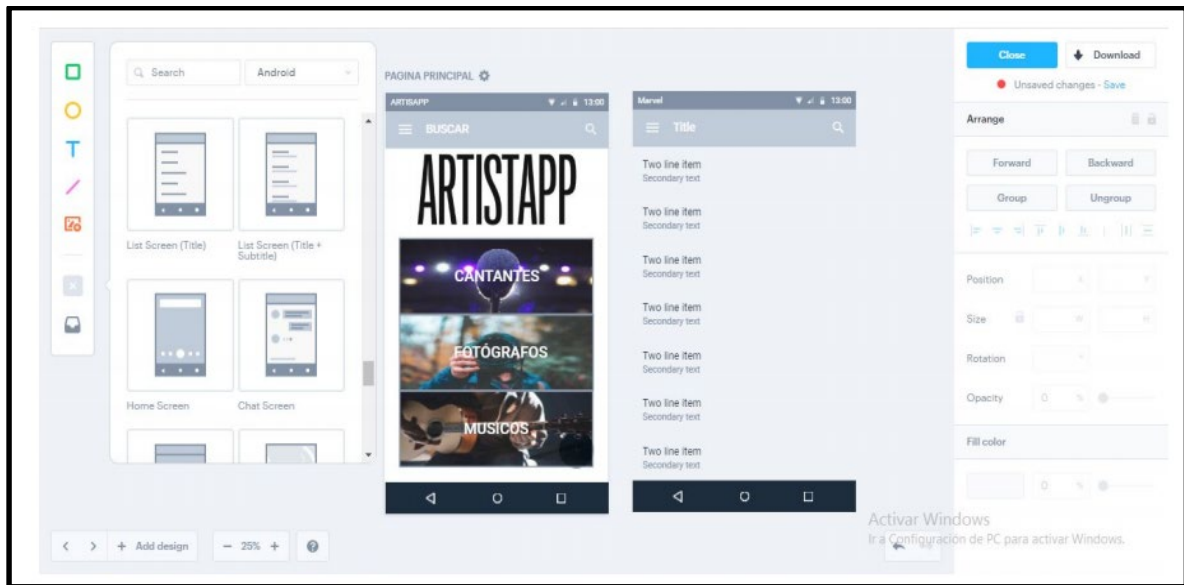 Search
Android
List Screen (Title)
List Screen (Title +
Subtitle)
Home Screen
Chat Screen
PAGINA PRINCIPAL
ARTISAPP
13:00
BUSCAR
ARTISTAPP
CANTANTES
FOTÓGRAFOS
MUSICOS
Marvel
13:00
Title
Two line item
Secondary text
Two line item
Secondary text
Two line item
Secondary text
Two line item
Secondary text
Two line item
Secondary text
Two line item
Secondary text
Two line item
Secondary text
Close
Download
Unsaved changes - Save
Arrange
Forward
Backward
Group
Ungroup
Position
X
Y
Size
W
H
Rotation
Opacity
0
%
Fill color
0
%
Activar Windows
Ir a Configuración de PC para activar Windows.
+ Add design
- 25% +
?